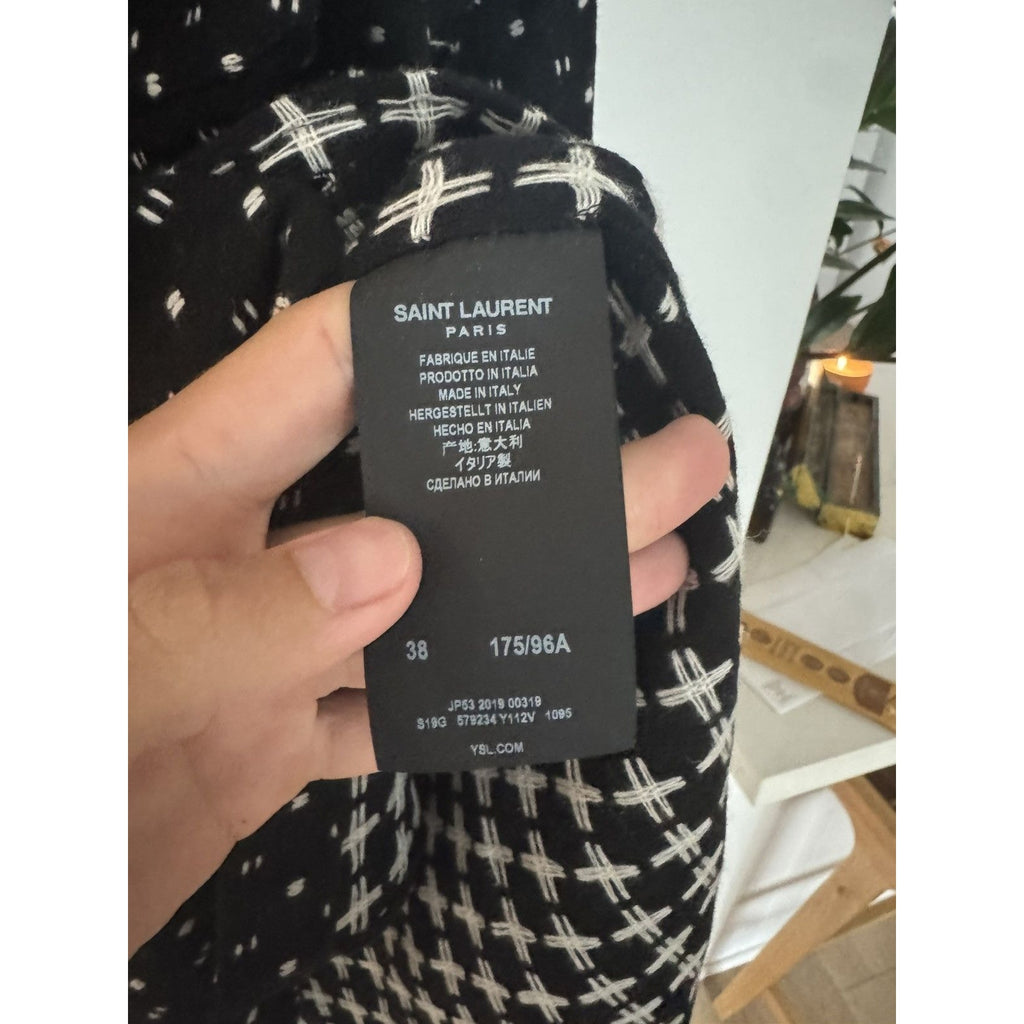 SAINT LAURENT
PARIS
FABRIQUE EN ITALIE
PRODOTTO IN ITALIA
MADE IN ITALY
HERGESTELLT IN ITALIEN
HECHO EN ITALIA
产地:意大利
イタリア製
СДЕЛАНО В ИТАЛИИ
38 175/96A
JP53 2019 00319
S19G 579234 Y112V 1095
YSL.COM